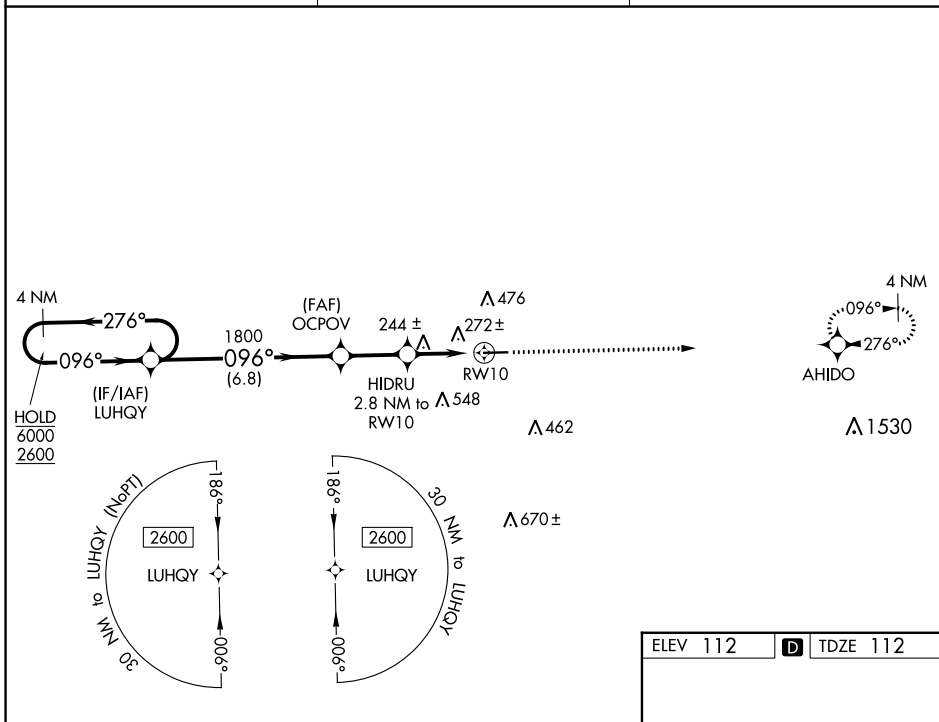 4 NM
276°
096°
HOLD
6000
2600
(IF/IAF)
LUHQY
1800
096°
(6.8)
(FAF)
OCPOV
244 ±
HIDRU
2.8 NM to
RW10
476
272±
RW10
548
462
670 ±
4 NM
096°
276°
AHIDO
1530
30 NM to LUHQY (NoPT)
186°
2600
LUHQY
006°
186°
2600
LUHQY
006°
30 NM to LUHQY
ELEV 112 D TDZE 112